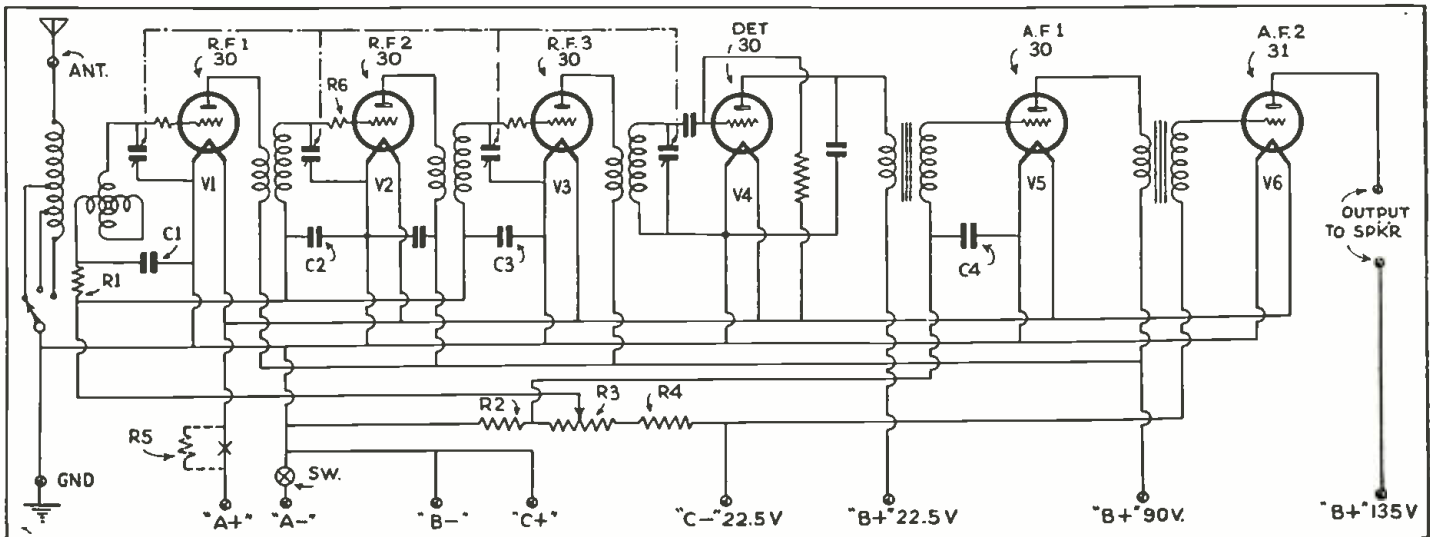 ANT.
R.F.1
30
R.F.2
30
R.F.3
30
DET
30
A.F.1
30
A.F.2
31
R6
V1
V2
V3
V4
V5
V6
C1
R1
C2
C3
C4
OUTPUT
TO SPKR
R2
R3
R4
R5
GND
SW.
"A+"
"A-"
"B-"
"C+"
"C-" 22.5 V
"B+" 22.5 V
"B+" 90 V.
"B+" 135 V